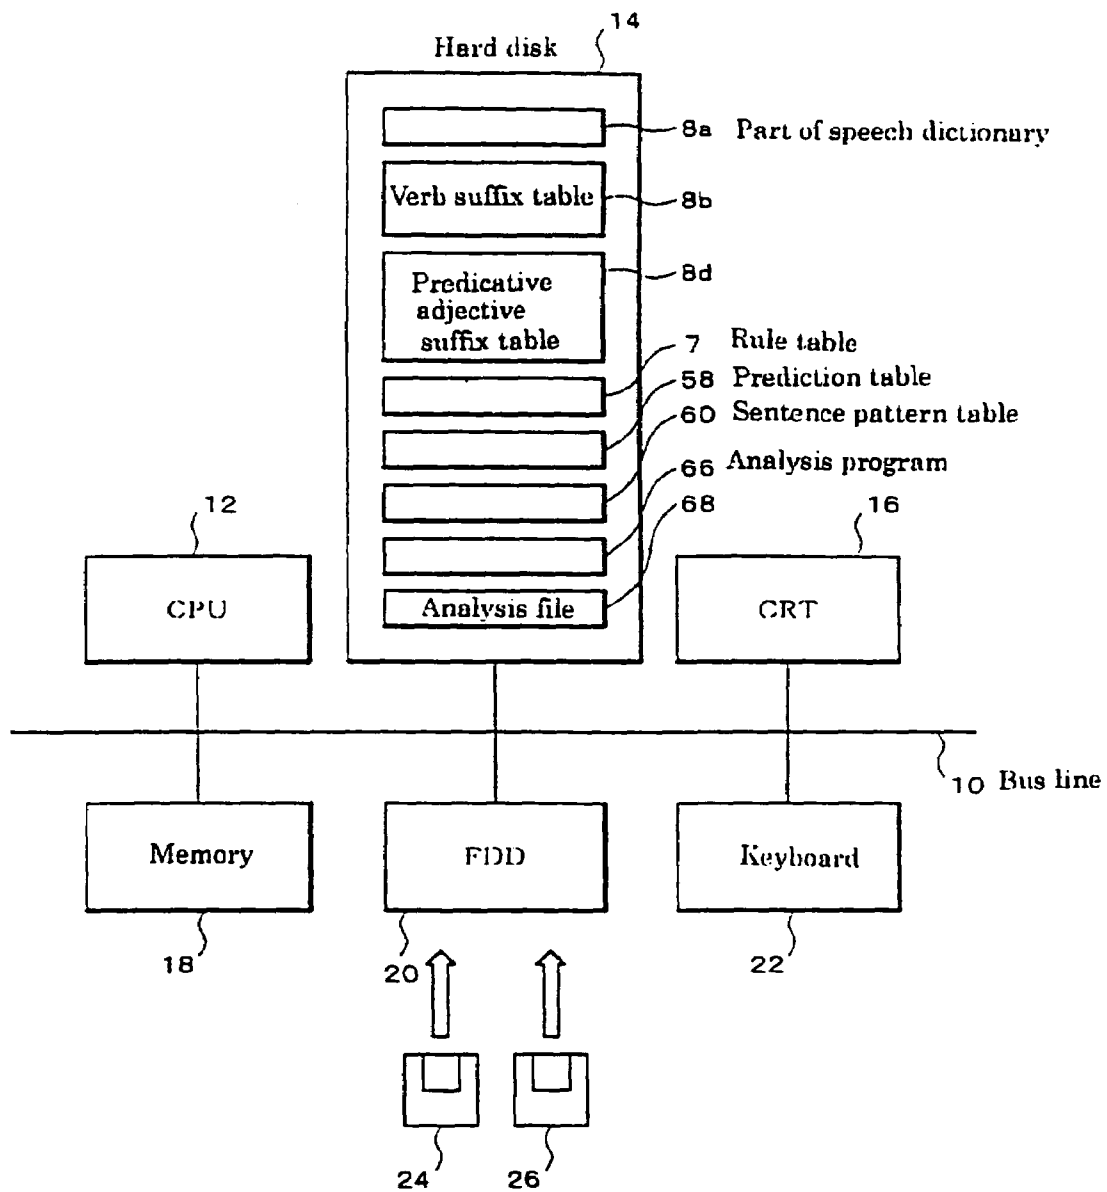 14
Hard disk
8a Part of speech dictionary
Verb suffix table
8b
8d
Predicative
adjective
suffix table
7 Rule table
58 Prediction table
60 Sentence pattern table
66 Analysis program
68
Analysis file
12
CPU
16
CRT
10 Bus line
Memory
18
FDD
20
Keyboard
22
24
26